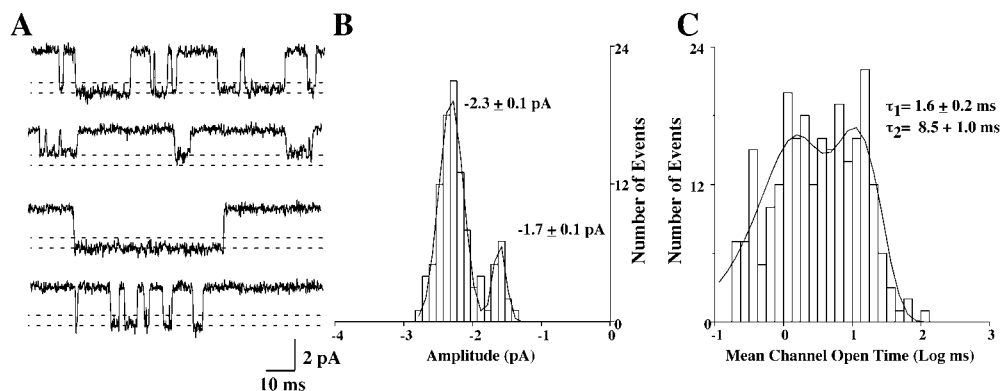 A
2 pA
10 ms
B
-2.3 ± 0.1 pA
-1.7 ± 0.1 pA
24
12
0
Number of Events
-4
-3
-2
-1
0
Amplitude (pA)
C
24
12
0
Number of Events
τ1= 1.6 ± 0.2 ms
τ2= 8.5 + 1.0 ms
-1
0
1
2
3
Mean Channel Open Time (Log ms)